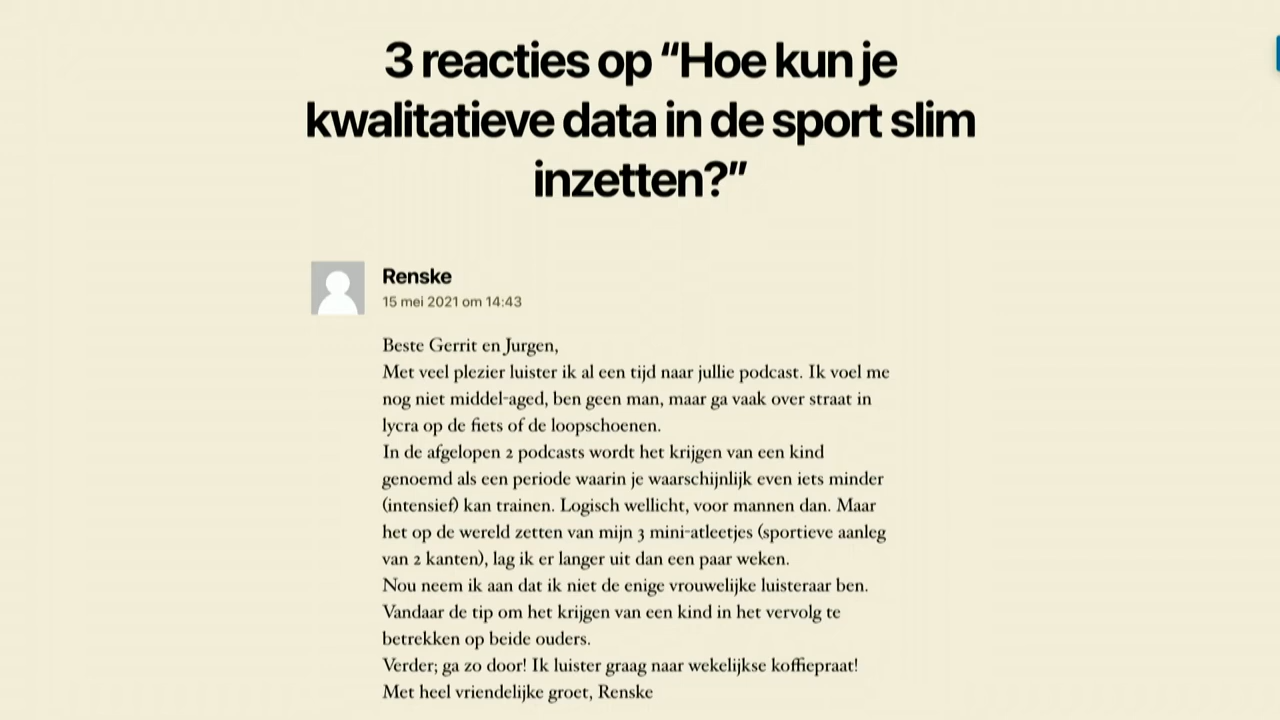 3 reacties op “Hoe kun je
kwalitatieve data in de sport slim
inzetten?”
Renske
15 mei 2021 om 14:43
Beste Gerrit en Jurgen,
Met veel plezier luister ik al een tijd naar jullie podcast. Ik voel me
nog niet middel-aged, ben geen man, maar ga vaak over straat in
lycra op de fiets of de loopschoenen.
In de afgelopen 2 podcasts wordt het krijgen van een kind
genoemd als een periode waarin je waarschijnlijk even iets minder
(intensief) kan trainen. Logisch wellicht, voor mannen dan. Maar
het op de wereld zetten van mijn 3 mini-atleetjes (sportieve aanleg
van 2 kanten), lag ik er langer uit dan een paar weken.
Nou neem ik aan dat ik niet de enige vrouwelijke luisteraar ben.
Vandaar de tip om het krijgen van een kind in het vervolg te
betrekken op beide ouders.
Verder; ga zo door! Ik luister graag naar wekelijkse koffiepraat!
Met heel vriendelijke groet, Renske